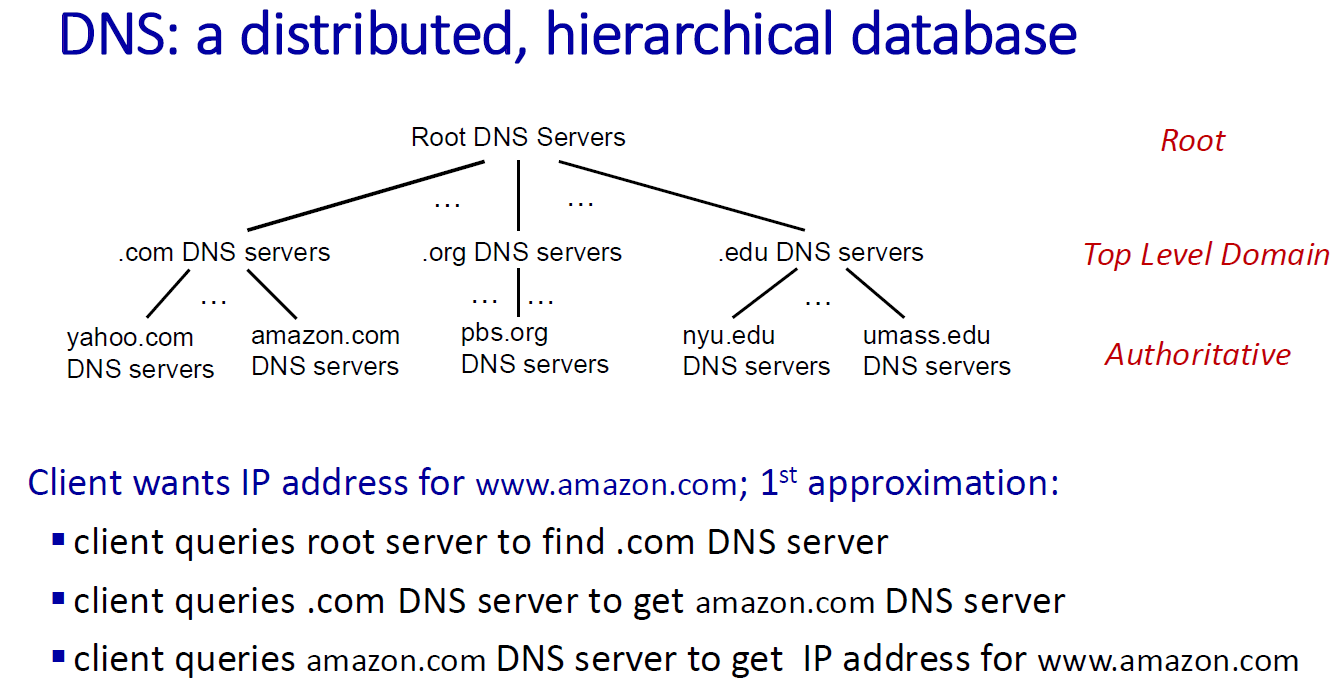 DNS: a distributed, hierarchical database
Root DNS Servers
Root
... ...
.com DNS servers .org DNS servers .edu DNS servers
Top Level Domain
... ... ... ...
yahoo.com DNS servers
amazon.com DNS servers
pbs.org DNS servers
nyu.edu DNS servers
umass.edu DNS servers
Authoritative
Client wants IP address for www.amazon.com; 1st approximation:
▪ client queries root server to find .com DNS server
▪ client queries .com DNS server to get amazon.com DNS server
▪ client queries amazon.com DNS server to get  IP address for www.amazon.com